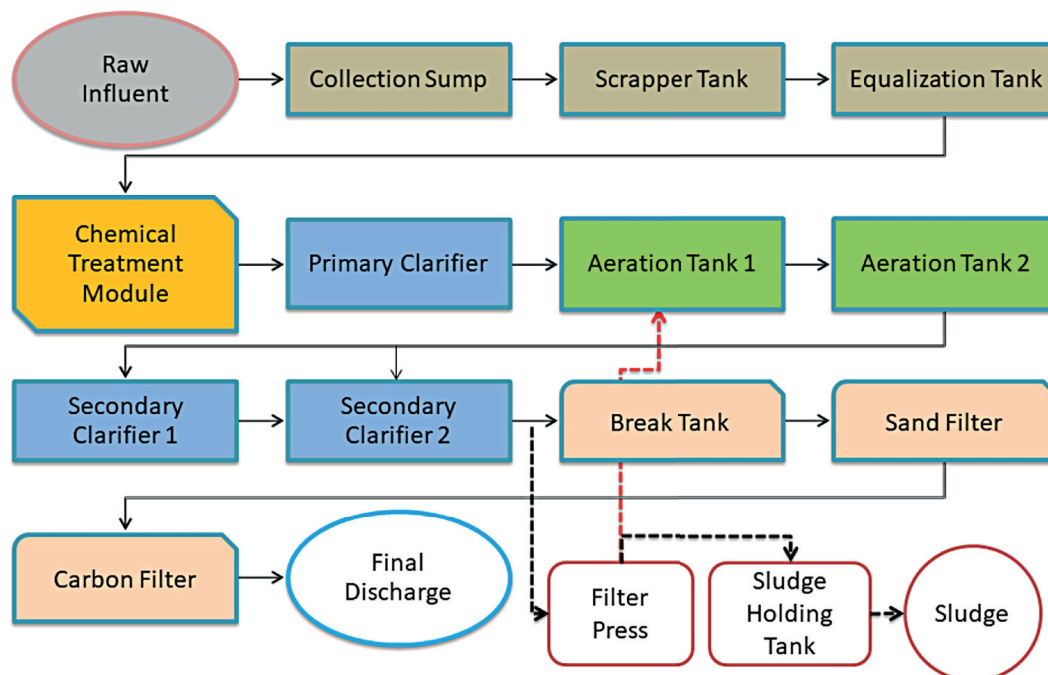 Raw
Influent
Collection Sump
Scrapper Tank
Equalization Tank
Chemical
Treatment
Module
Primary Clarifier
Aeration Tank 1
Aeration Tank 2
Secondary
Clarifier 1
Secondary
Clarifier 2
Break Tank
Sand Filter
Carbon Filter
Final
Discharge
Filter
Press
Sludge
Holding
Tank
Sludge